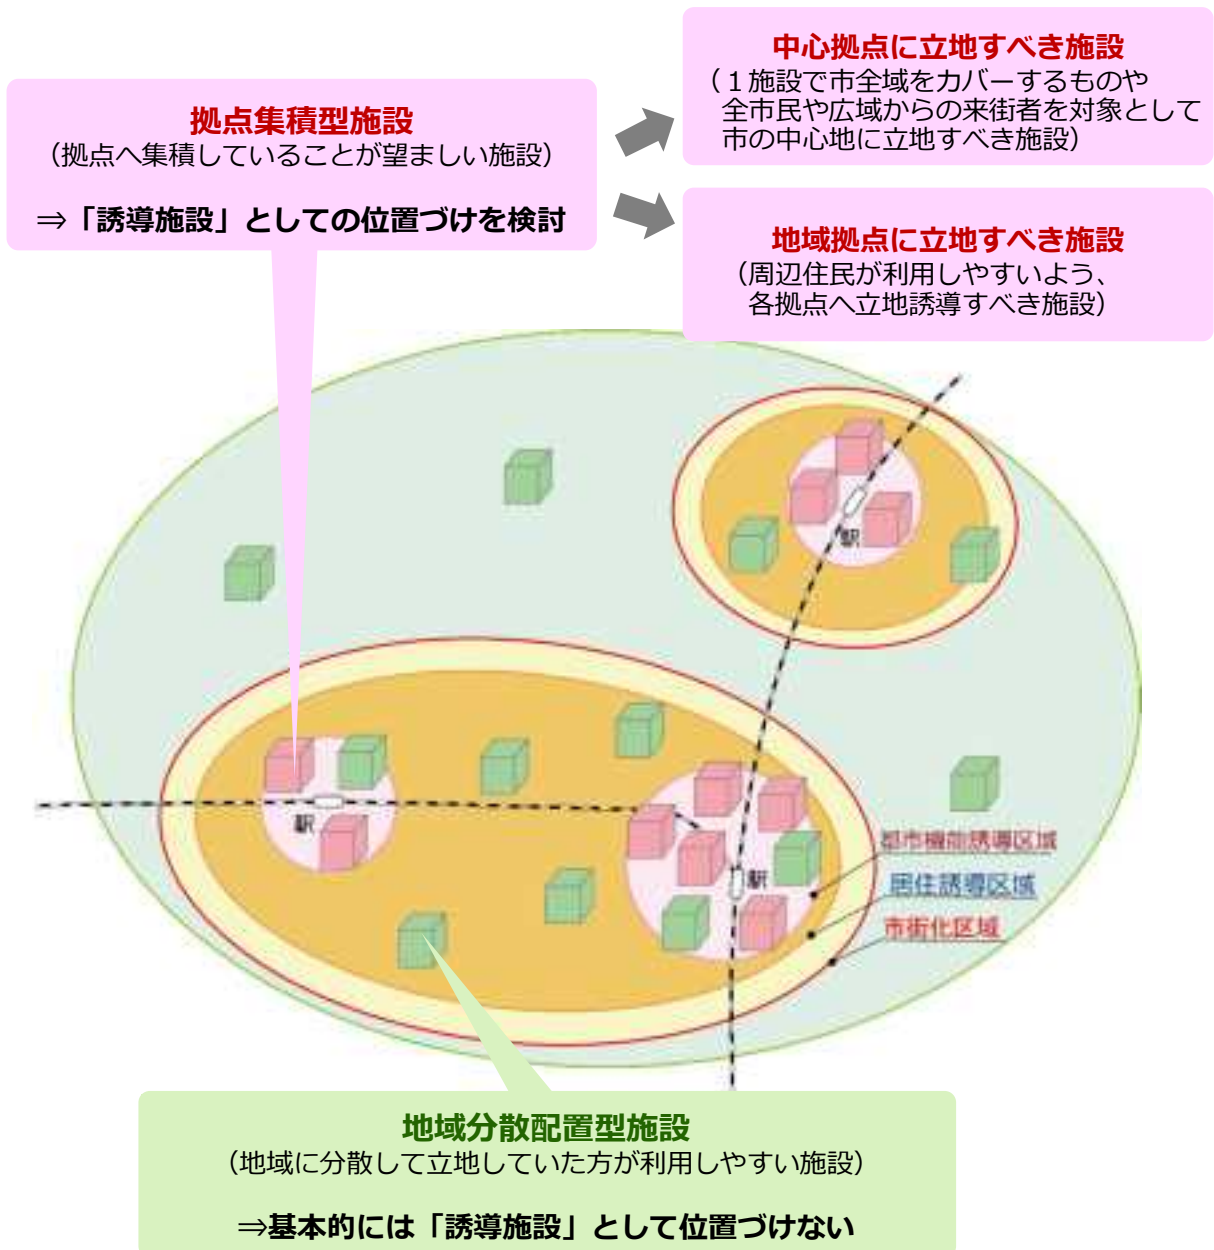 中心拠点に立地すべき施設
（１施設で市全域をカバーするものや
全市民や広域からの来街者を対象として
市の中心地に立地すべき施設）
拠点集積型施設
（拠点へ集積していることが望ましい施設）
⇒「誘導施設」としての位置づけを検討
地域拠点に立地すべき施設
（周辺住民が利用しやすいよう、
各拠点へ立地誘導すべき施設）
駅
駅
駅
都市機能誘導区域
居住誘導区域
市街化区域
地域分散配置型施設
（地域に分散して立地していた方が利用しやすい施設）
⇒基本的には「誘導施設」として位置づけない